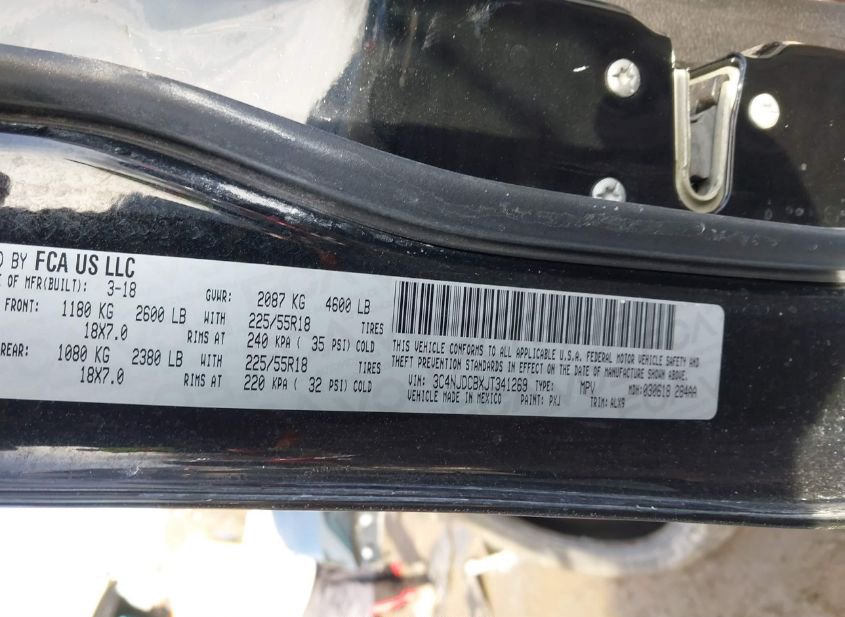 BY FCA US LLC
OF MFR(BUILT): 3-18 GVWR: 2087 KG 4600 LB
FRONT: 1180 KG 2600 LB WITH 225/55R18 TIRES
18X7.0 RIMS AT 240 KPA ( 35 PSI) COLD
REAR: 1080 KG 2380 LB WITH 225/55R18 TIRES
18X7.0 RIMS AT 220 KPA ( 32 PSI) COLD
THIS VEHICLE CONFORMS TO ALL APPLICABLE U.S.A. FEDERAL MOTOR VEHICLE SAFETY AND
THEFT PREVENTION STANDARDS IN EFFECT ON THE DATE OF MANUFACTURE SHOWN ABOVE.
VIN: 3C4NJDCBXJT341269 TYPE: MPV MDH: 030618 284AA
VEHICLE MADE IN MEXICO PAINT: PXJ TRIM: ALX9